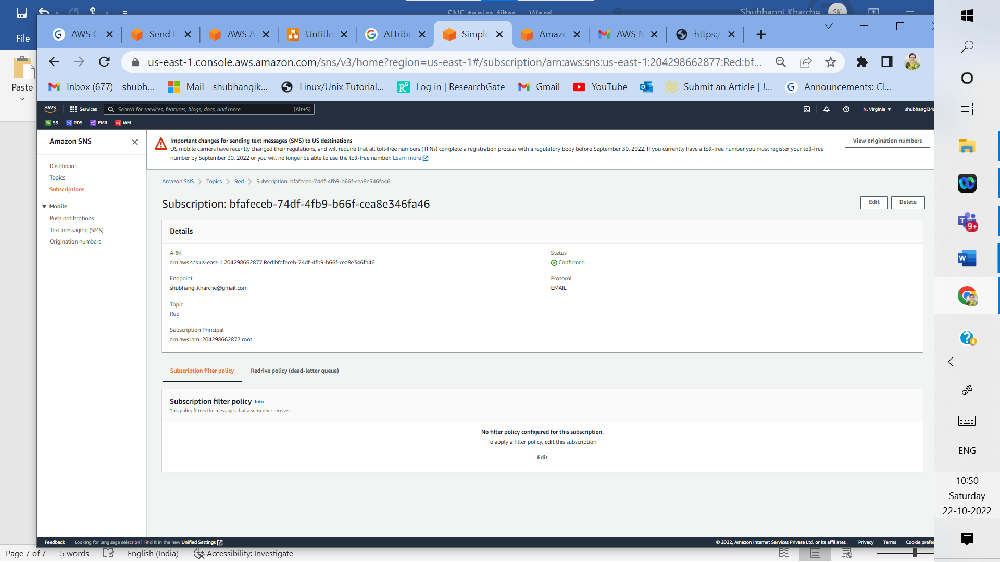 SNS_topics_filter - Word
Shubhangi Kharche
SK
File
AWS C
Send F
AWS A
Untitle
ATtribu
Simple
Amazo
AWS N
https:/
Paste
us-east-1.console.aws.amazon.com/sns/v3/home?region=us-east-1#/subscription/arn:aws:sns:us-east-1:204298662877:Red:bf...
Inbox (677) - shubh...
Mail - shubhangik...
Linux/Unix Tutorial...
Log in | ResearchGate
Gmail
YouTube
Submit an Article | J...
Announcements: Cl...
aws
Services
Search for services, features, blogs, docs, and more
[Alt+S]
N. Virginia
shubhangi24a
S3
RDS
EMR
IAM
Amazon SNS
Dashboard
Topics
Subscriptions
Mobile
Push notifications
Text messaging (SMS)
Origination numbers
Important changes for sending text messages (SMS) to US destinations
US mobile carriers have recently changed their regulations, and will require that all toll-free numbers (TFNs) complete a registration process with a regulatory body before September 30, 2022. If you currently have a toll-free number you must register your toll-free
number by September 30, 2022 or you will no longer be able to use the toll-free number. Learn more
View origination numbers
Amazon SNS
Topics
Red
Subscription: bfafeceb-74df-4fb9-b66f-cea8e346fa46
Subscription: bfafeceb-74df-4fb9-b66f-cea8e346fa46
Edit
Delete
Details
ARN
arn:aws:sns:us-east-1:204298662877:Red:bfafeceb-74df-4fb9-b66f-cea8e346fa46
Endpoint
shubhangi.kharche@gmail.com
Topic
Red
Subscription Principal
arn:aws:iam::204298662877:root
Status
Confirmed
Protocol
EMAIL
Subscription filter policy
Redrive policy (dead-letter queue)
Subscription filter policy Info
This policy filters the messages that a subscriber receives.
No filter policy configured for this subscription.
To apply a filter policy, edit this subscription.
Edit
Feedback
Looking for language selection? Find it in the new Unified Settings
© 2022, Amazon Internet Services Private Ltd. or its affiliates.
Privacy
Terms
Cookie prefer
Page 7 of 7
5 words
English (India)
Accessibility: Investigate
9+
ENG
10:50
Saturday
22-10-2022